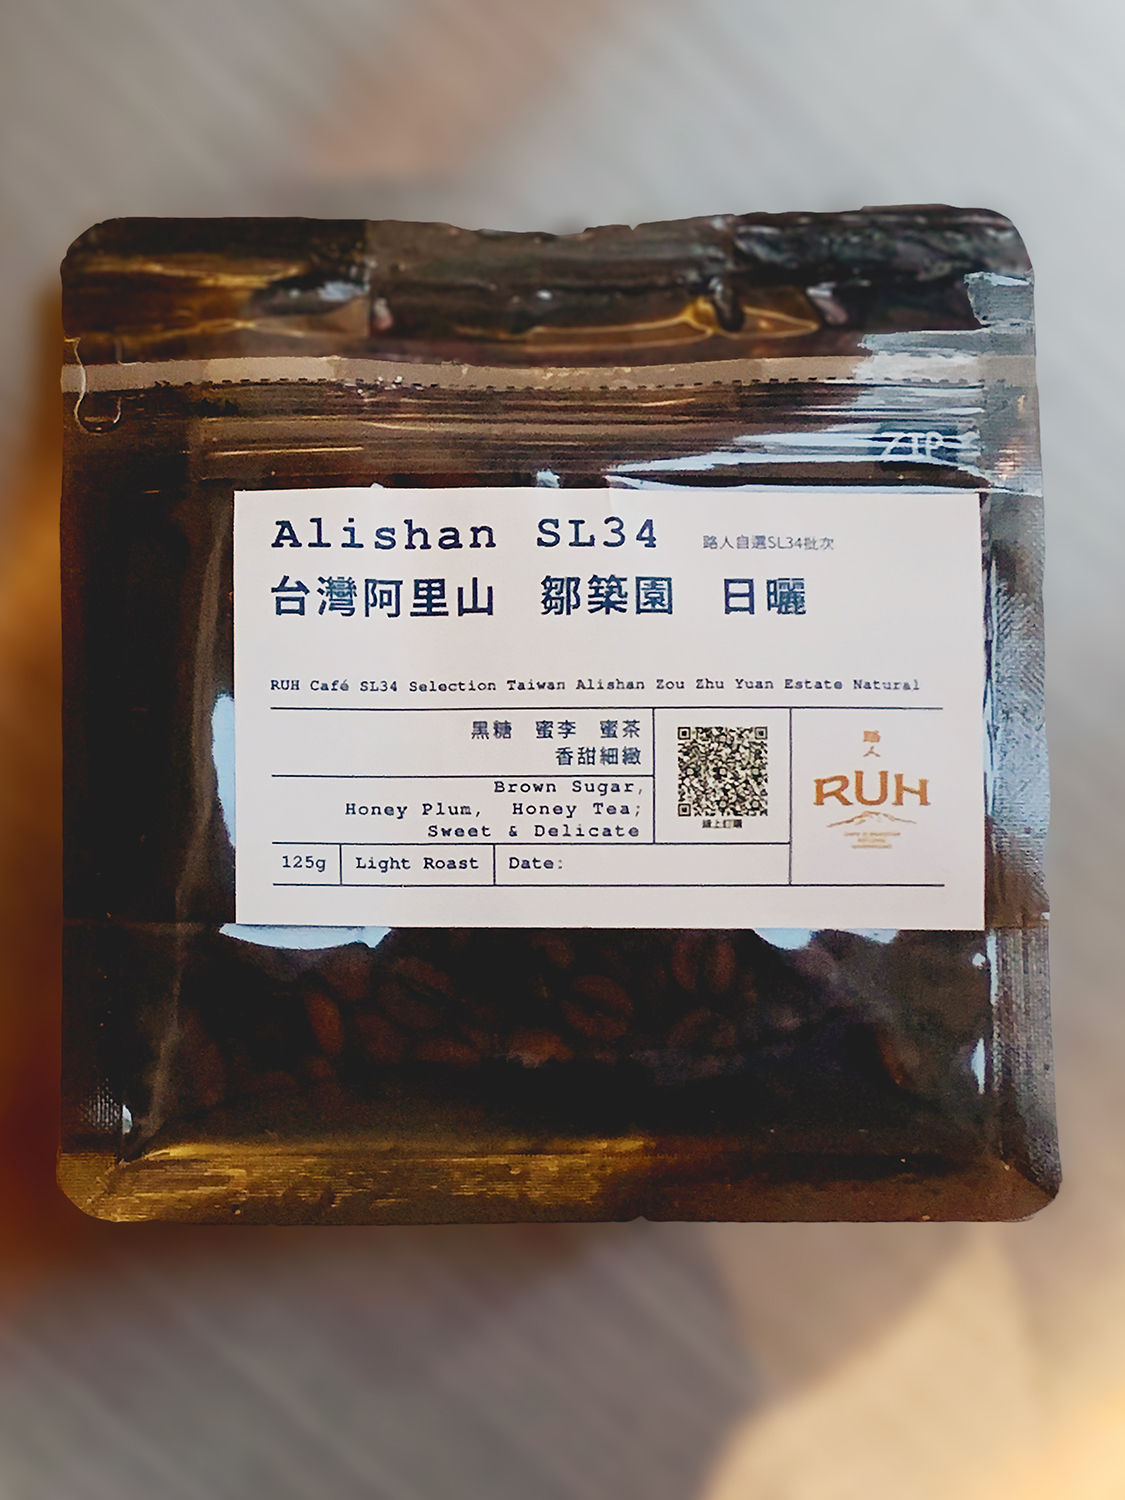 ZIP
Alishan SL34 路人自選SL34批次
台灣阿里山 鄒築園 日曬
RUH Café SL34 Selection Taiwan Alishan Zou Zhu Yuan Estate Natural
黑糖 蜜李 蜜茶
香甜細緻
Brown Sugar,
Honey Plum, Honey Tea;
Sweet & Delicate
線上訂購
路人
RUH
125g Light Roast Date: